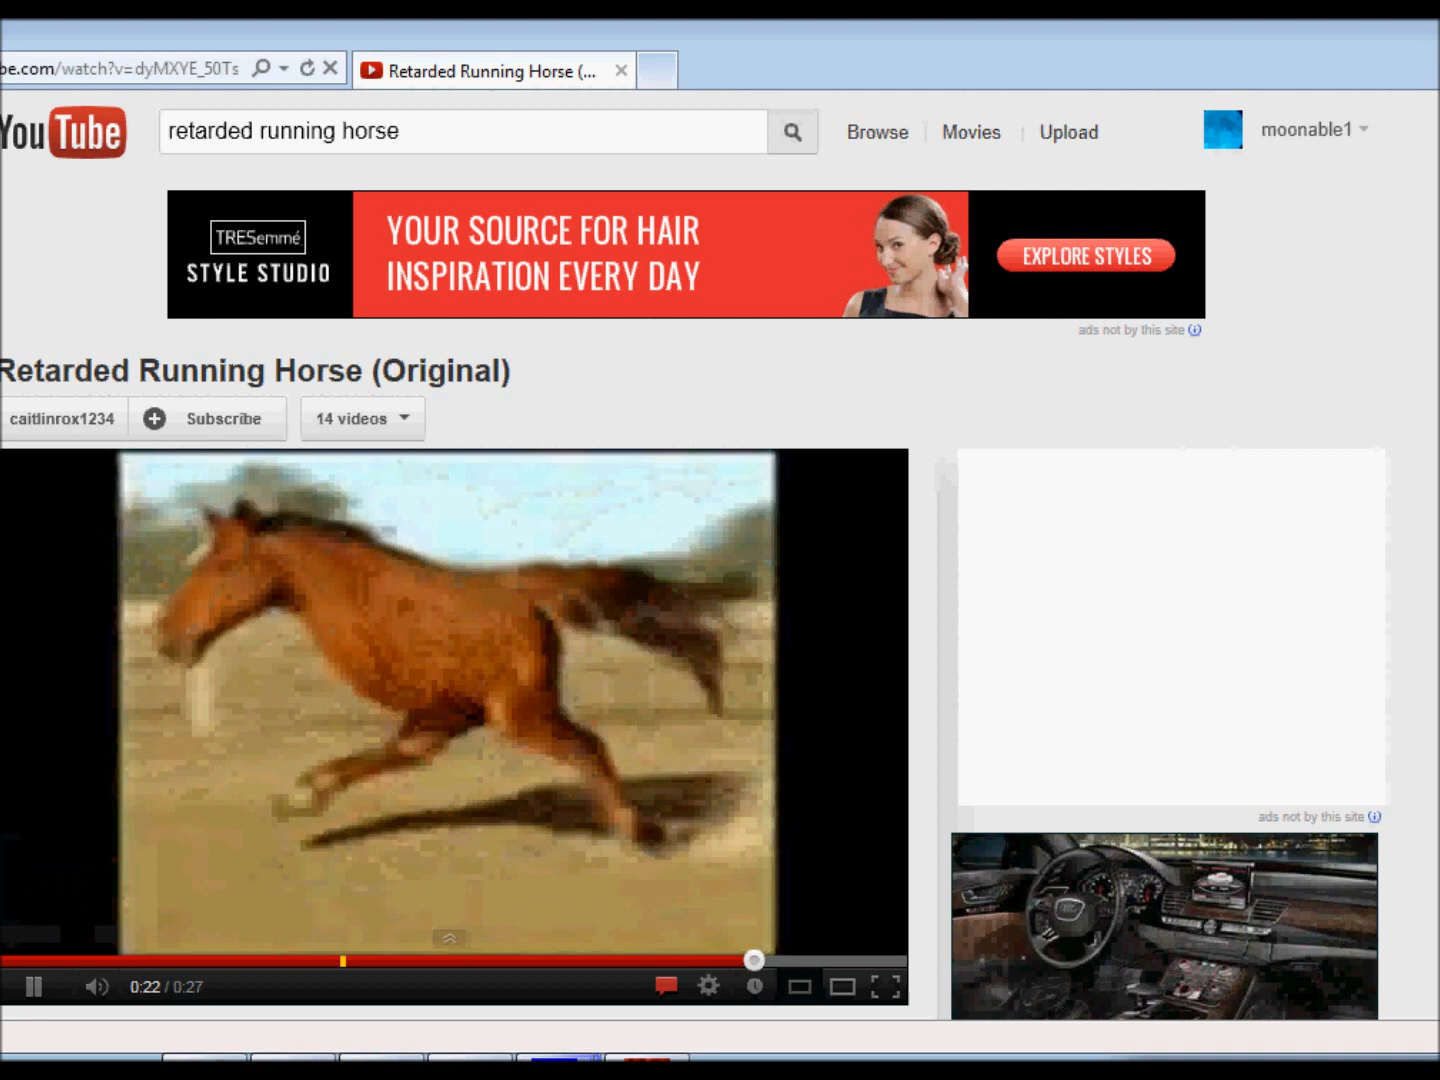 be.com/watch?v=dyMXYE_50Ts
Retarded Running Horse (...
YouTube
retarded running horse
Browse
Movies
Upload
moonable1
TRESemmé
STYLE STUDIO
YOUR SOURCE FOR HAIR
INSPIRATION EVERY DAY
EXPLORE STYLES
ads not by this site
Retarded Running Horse (Original)
caitlinrox1234
Subscribe
14 videos
ads not by this site
0:22 / 0:27